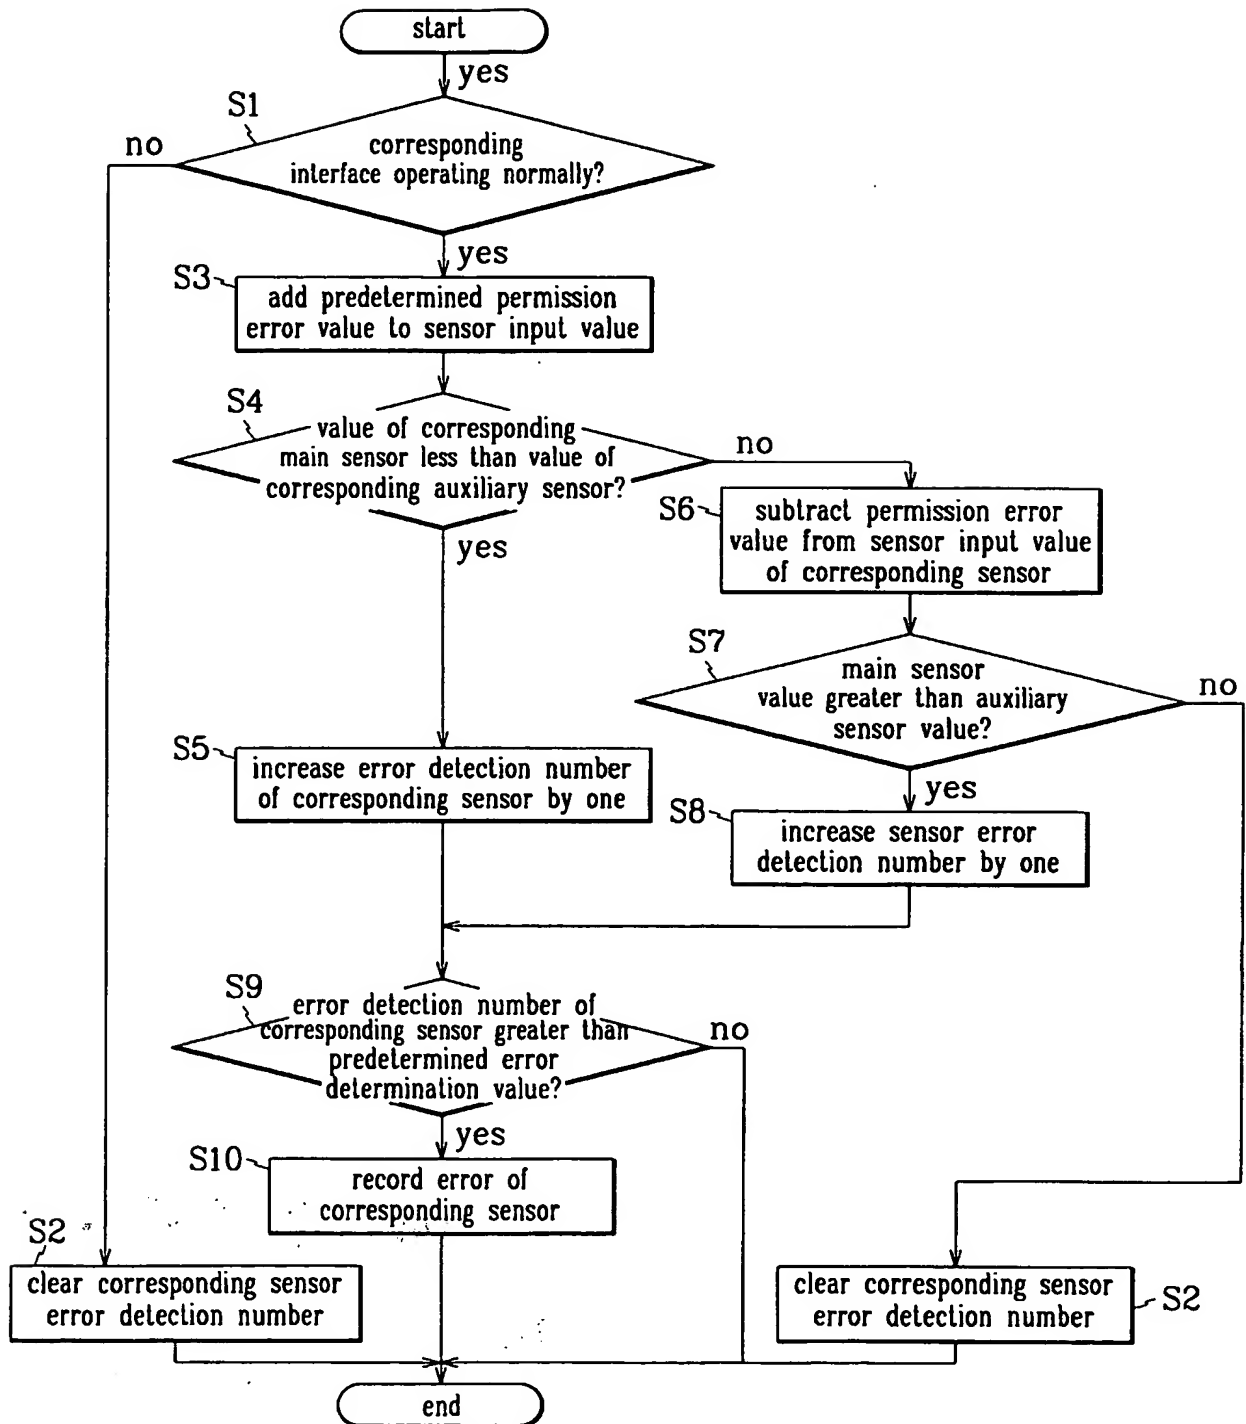 start
yes
S1
no
corresponding
interface operating normally?
yes
S3
add predetermined permission
error value to sensor input value
S4
value of corresponding
main sensor less than value of
corresponding auxiliary sensor?
no
yes
S6
subtract permission error
value from sensor input value
of corresponding sensor
S7
main sensor
value greater than auxiliary
sensor value?
no
yes
S5
increase error detection number
of corresponding sensor by one
S8
increase sensor error
detection number by one
S9
error detection number of
corresponding sensor greater than
predetermined error
determination value?
no
yes
S10
record error of
corresponding sensor
S2
clear corresponding sensor
error detection number
clear corresponding sensor
error detection number
S2
end